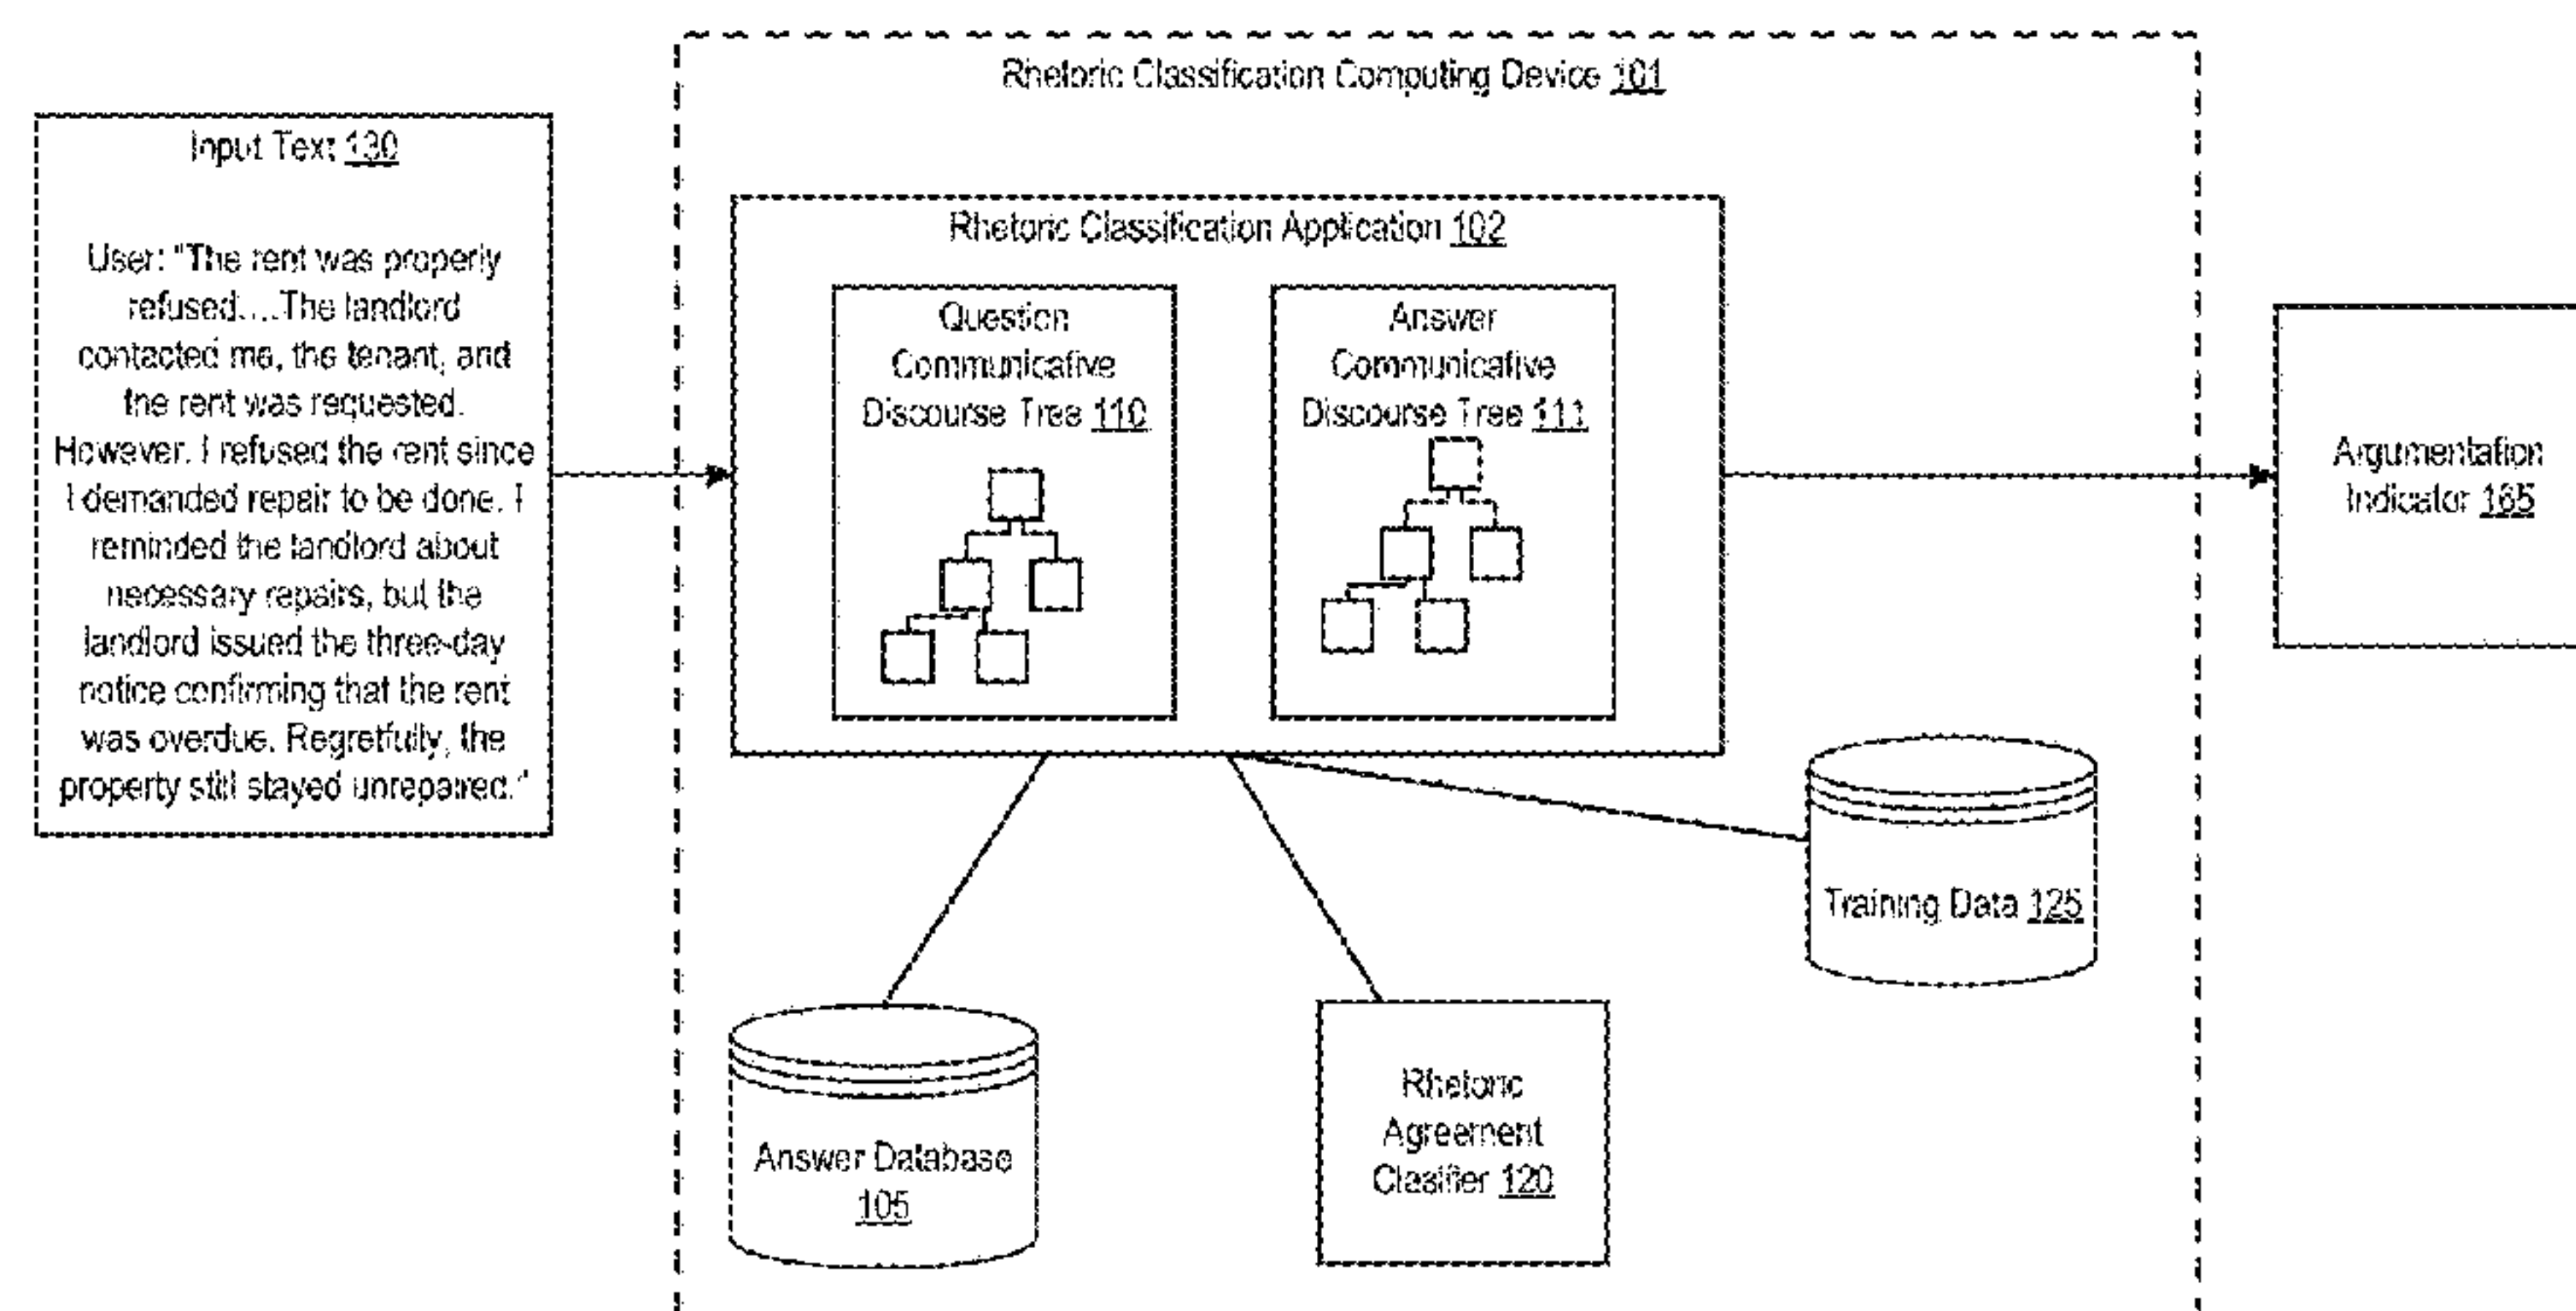 Rhetoric Classification Computing Device 101
Input Text 130
User: "The rent was properly
refused....The landlord
contacted me, the tenant, and
the rent was requested.
However. I refused the rent since
I demanded repair to be done. I
reminded the landlord about
necessary repairs, but the
landlord issued the three-day
notice confirming that the rent
was overdue. Regretfully, the
property still stayed unrepaired."
Rhetoric Classification Application 102
Question
Communicative
Discourse Tree 110
Answer
Communicative
Discourse Tree 111
Argumentation
Indicator 165
Training Data 125
Answer Database
105
Rhetoric
Agreement
Clasifier 120